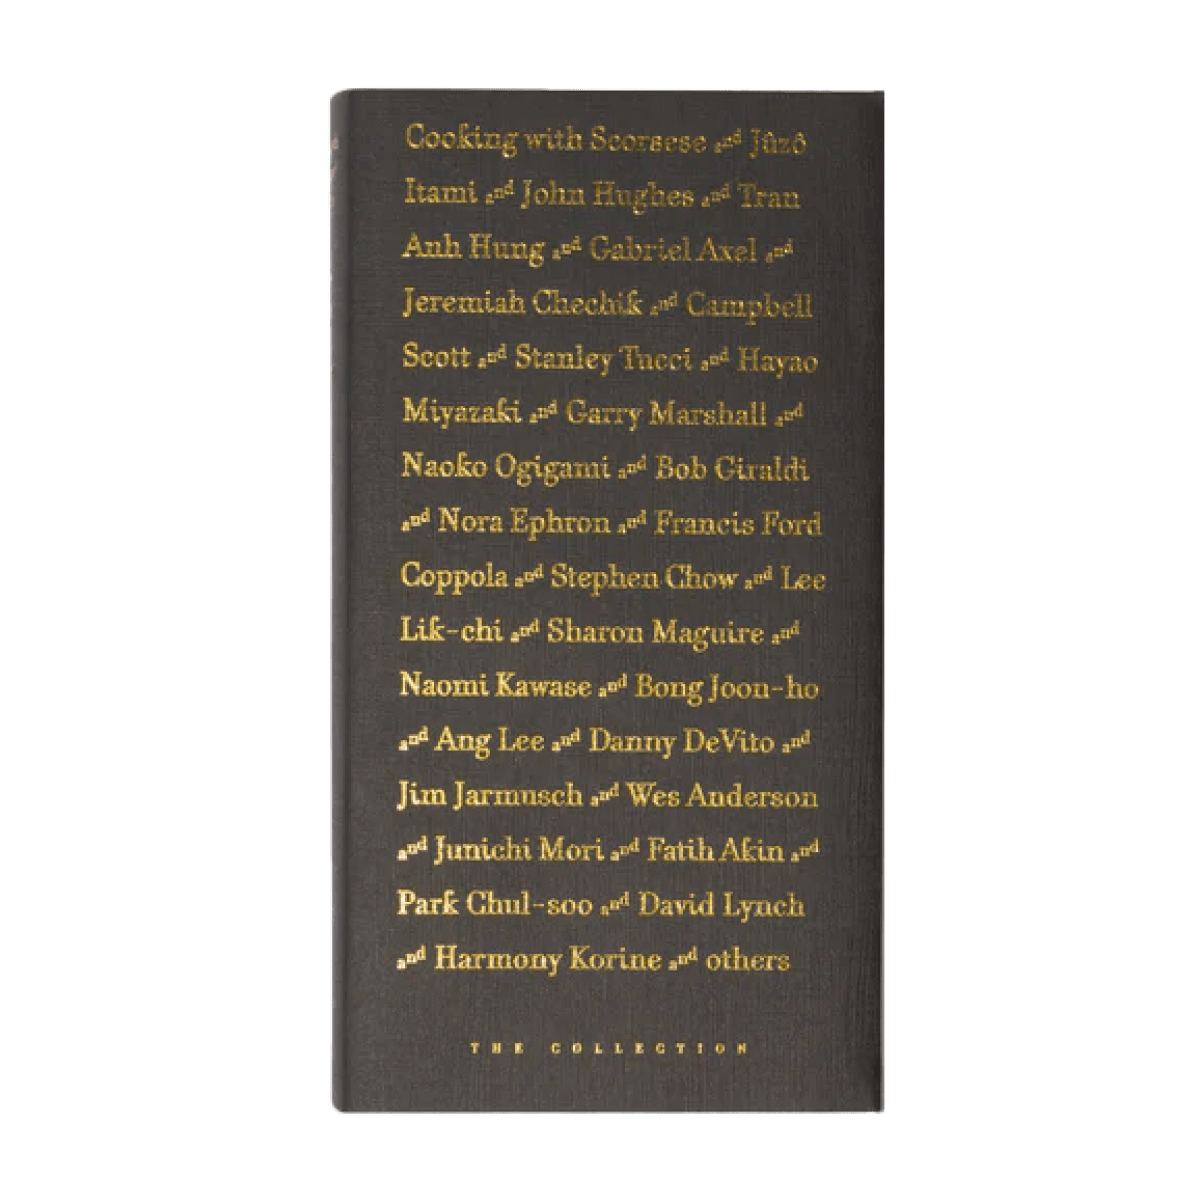 Cooking with Scorsese and Jûzô
Itami and John Hughes and Tran
Anh Hung and Gabriel Axel and
Jeremiah Chechik and Campbell
Scott and Stanley Tucci and Hayao
Miyazaki and Garry Marshall and
Naoko Ogigami and Bob Giraldi
and Nora Ephron and Francis Ford
Coppola and Stephen Chow and Lee
Lik-chi and Sharon Maguire and
Naomi Kawase and Bong Joon-ho
and Ang Lee and Danny DeVito and
Jim Jarmusch and Wes Anderson
and Junichi Mori and Fatih Akin and
Park Chul-soo and David Lynch
and Harmony Korine and others
THE COLLECTION